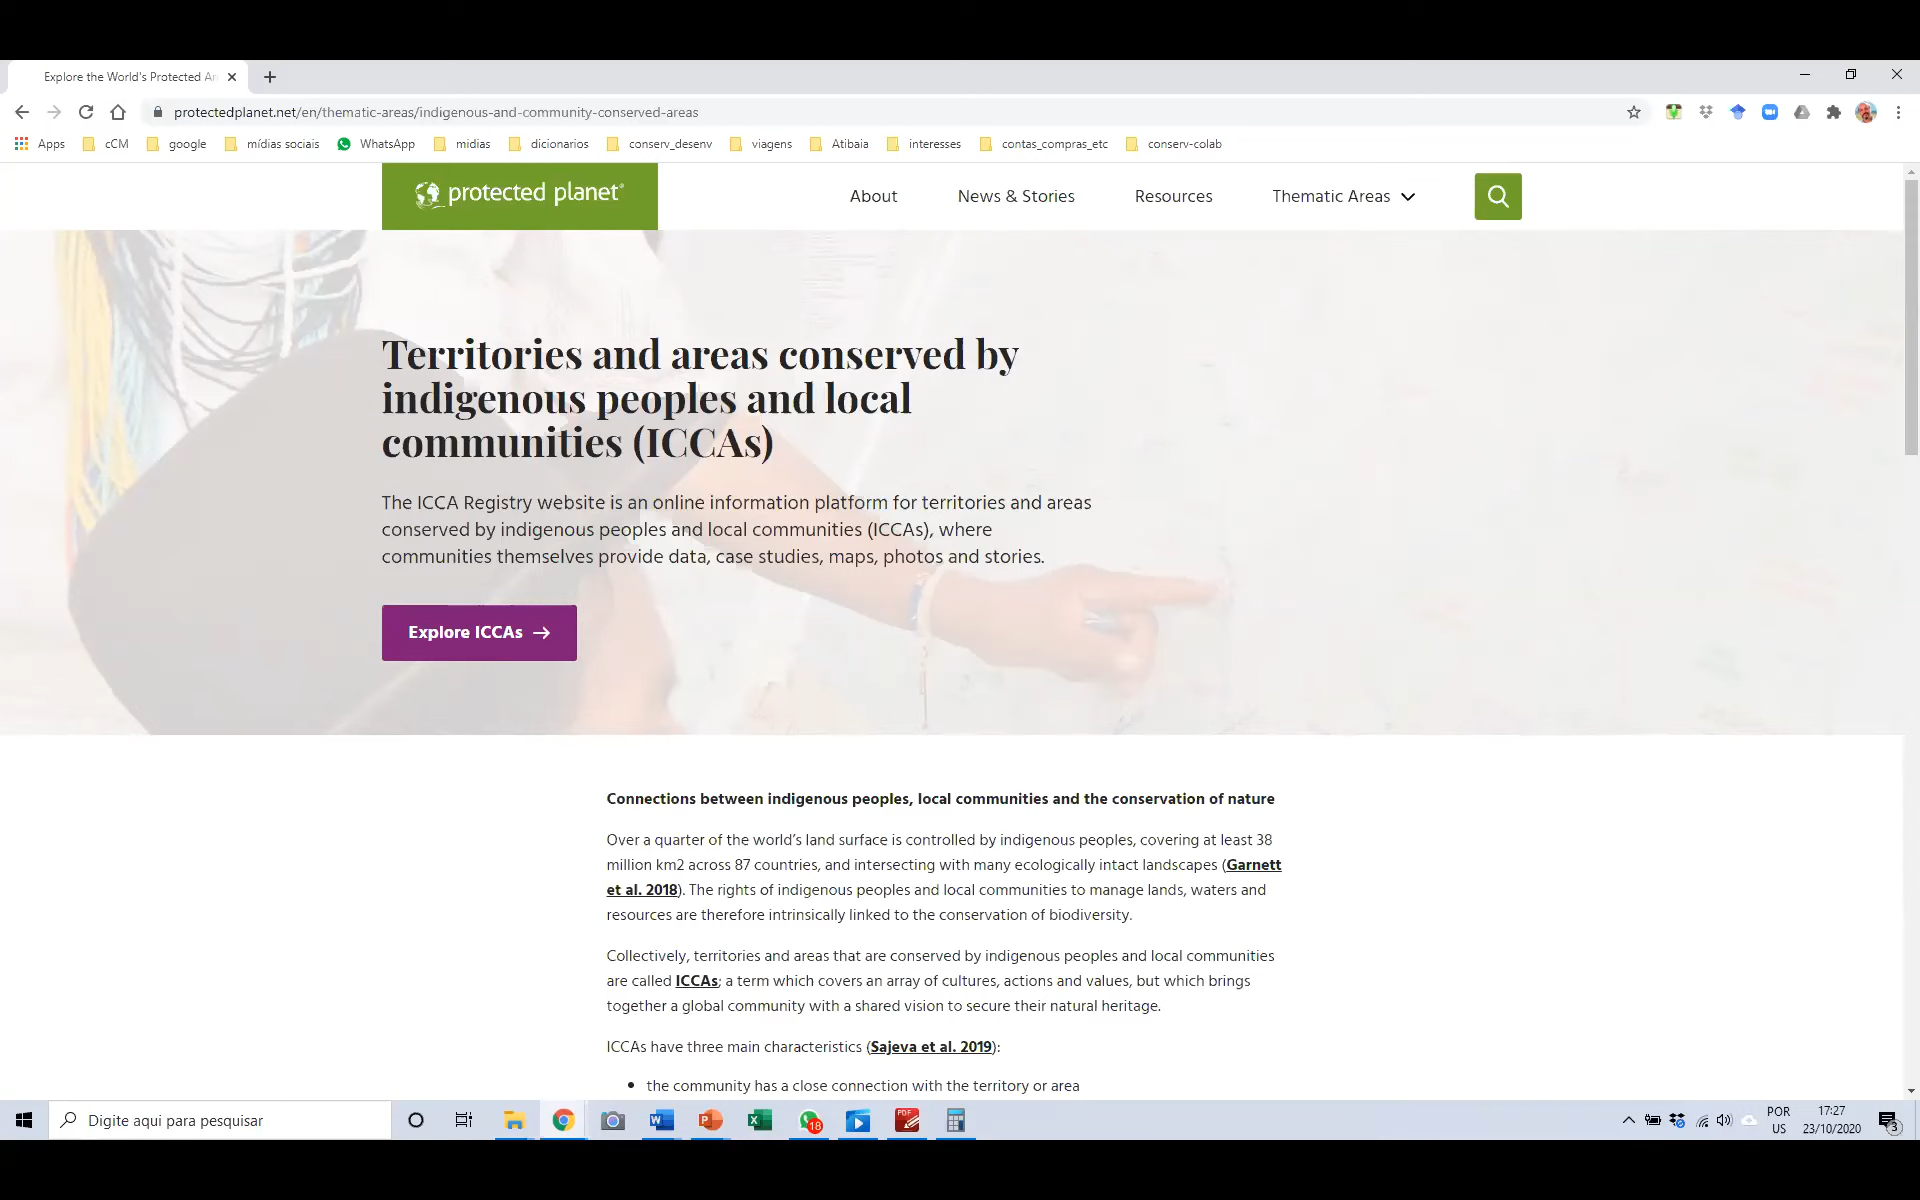 Explore the World's Protected Ar
protectedplanet.net/en/thematic-areas/indigenous-and-community-conserved-areas
Apps cCM google mídias sociais WhatsApp midias dicionarios conserv_desenv viagens Atibaia interesses contas_compras_etc conserv-colab
protected planet® About News & Stories Resources Thematic Areas
Territories and areas conserved by
indigenous peoples and local
communities (ICCAs)
The ICCA Registry website is an online information platform for territories and areas
conserved by indigenous peoples and local communities (ICCAs), where
communities themselves provide data, case studies, maps, photos and stories.
Explore ICCAs →
Connections between indigenous peoples, local communities and the conservation of nature
Over a quarter of the world’s land surface is controlled by indigenous peoples, covering at least 38
million km2 across 87 countries, and intersecting with many ecologically intact landscapes (Garnett
et al. 2018). The rights of indigenous peoples and local communities to manage lands, waters and
resources are therefore intrinsically linked to the conservation of biodiversity.
Collectively, territories and areas that are conserved by indigenous peoples and local communities
are called ICCAs; a term which covers an array of cultures, actions and values, but which brings
together a global community with a shared vision to secure their natural heritage.
ICCAs have three main characteristics (Sajeva et al. 2019):
• the community has a close connection with the territory or area
Digite aqui para pesquisar
W
P
X
18
PDF
POR
US
17:27
23/10/2020
3